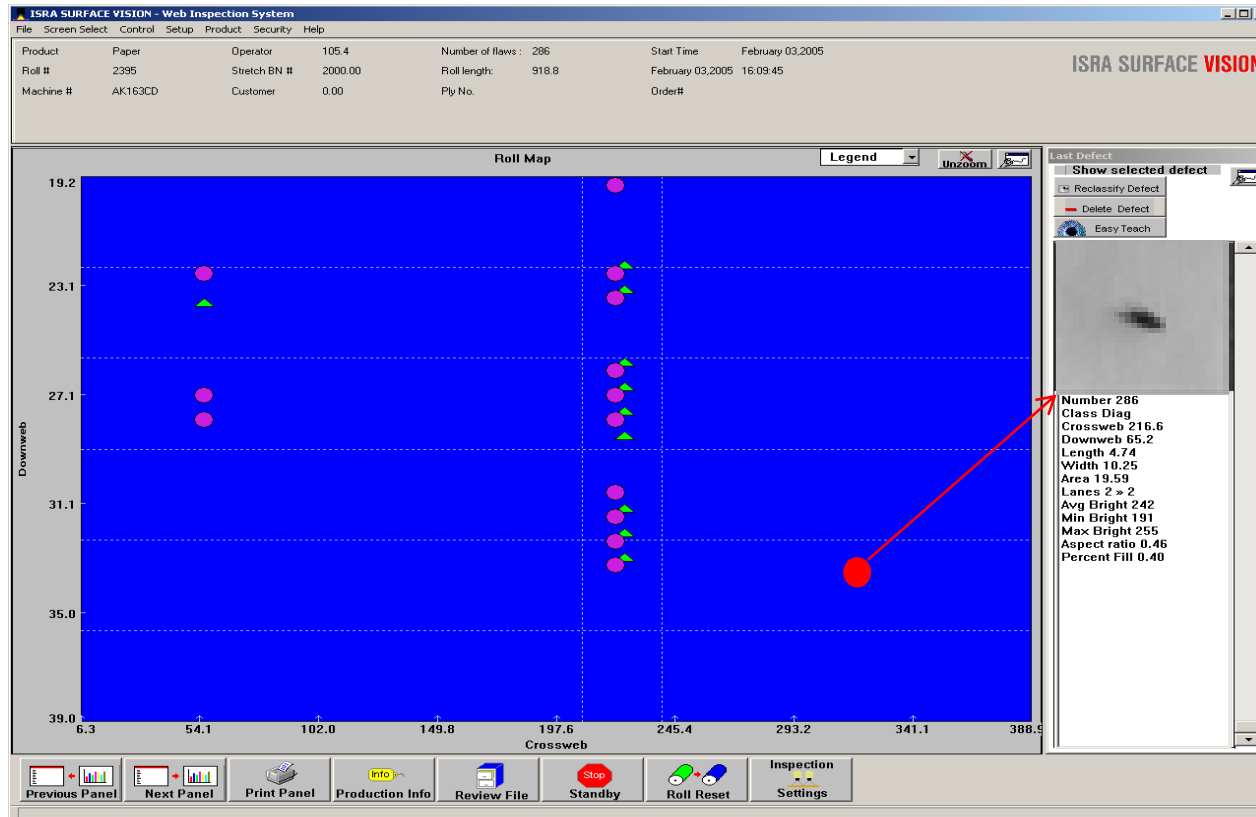 ISRA SURFACE VISION - Web Inspection System
File Screen Select Control Setup Product Security Help
Product Paper Operator 105.4 Number of flaws : 286 Start Time February 03,2005
Roll # 2395 Stretch BN # 2000.00 Roll length: 918.8 February 03,2005 16:09:45
Machine # AK163CD Customer 0.00 Ply No. Order#
ISRA SURFACE VISION
Roll Map
Legend
Unzoom
19.2
23.1
27.1
31.1
35.0
39.0
Downweb
6.3 54.1 102.0 149.8 197.6 245.4 293.2 341.1 388.9
Crossweb
Last Defect
Show selected defect
Reclassify Defect
Delete Defect
Easy Teach
Number 286
Class Diag
Crossweb 216.6
Downweb 65.2
Length 4.74
Width 10.25
Area 19.59
Lanes 2 » 2
Avg Bright 242
Min Bright 191
Max Bright 255
Aspect ratio 0.46
Percent Fill 0.40
Previous Panel
Next Panel
Print Panel
Info
Production Info
Review File
Stop
Standby
Roll Reset
Inspection
Settings